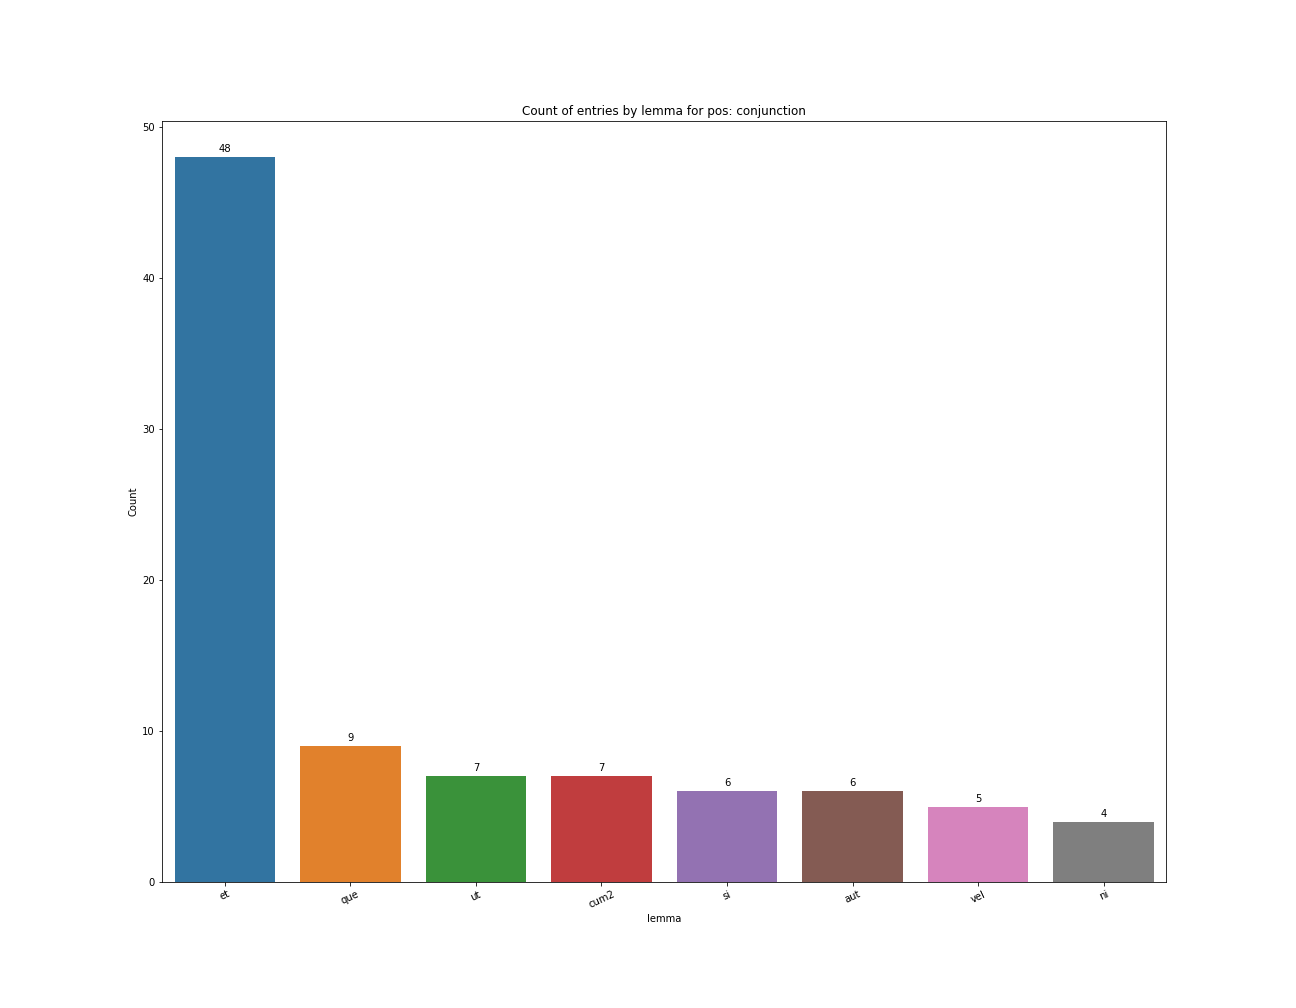 Count of entries by lemma for pos: conjunction
50
40
30
20
10
0
Count
48
9
7
7
6
6
5
4
et
que
ut
cum2
si
aut
vel
ni
lemma